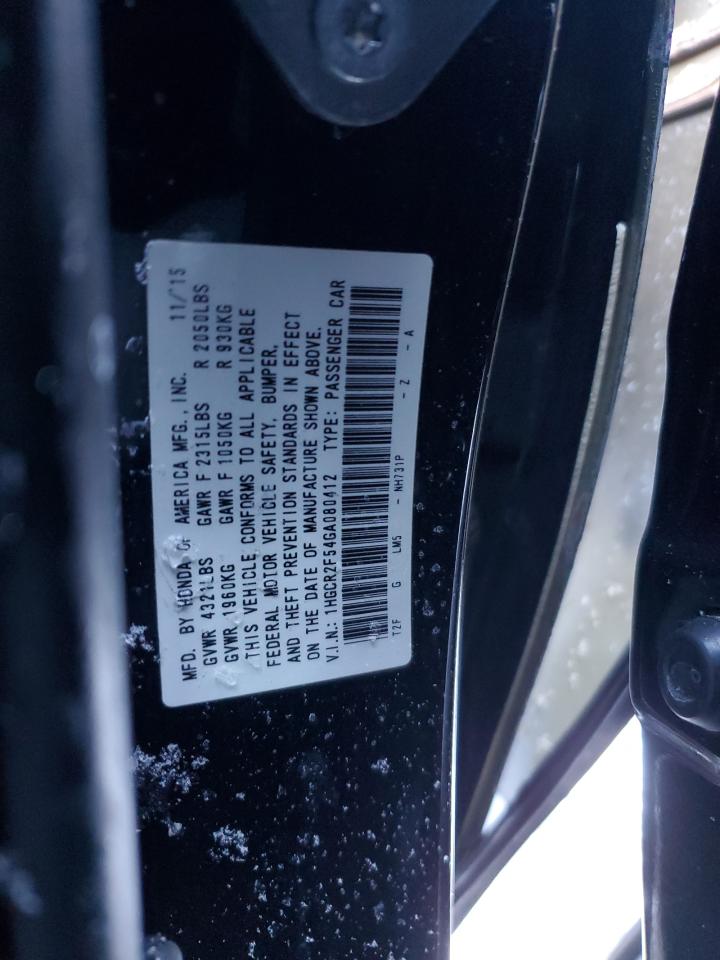 MFD. BY HONDA OF AMERICA MFG., INC. 11/15
GVWR 4321LBS GAWR F 2315LBS R 2050LBS
GVWR 1960KG GAWR F 1050KG R 930KG
THIS VEHICLE CONFORMS TO ALL APPLICABLE
FEDERAL MOTOR VEHICLE SAFETY, BUMPER,
AND THEFT PREVENTION STANDARDS IN EFFECT
ON THE DATE OF MANUFACTURE SHOWN ABOVE.
V.I.N.: 1HGCR2F54GA080412 TYPE: PASSENGER CAR
T2F G LM5 - NH731P - Z - A